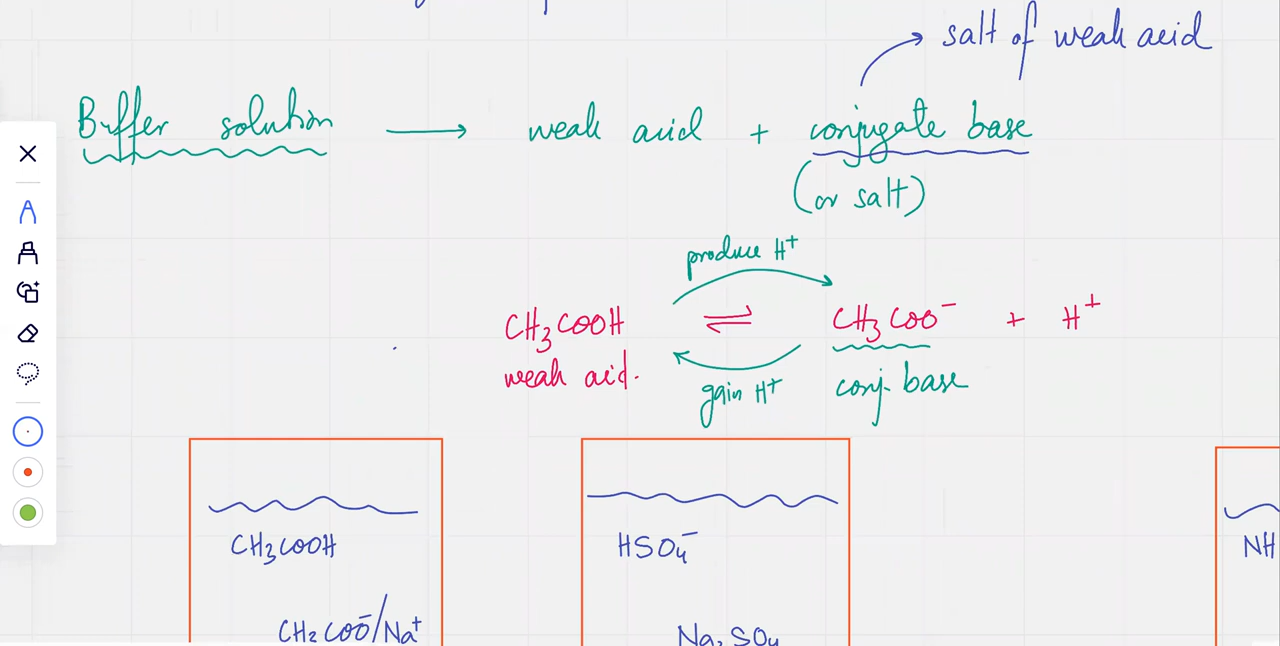 salt of weak acid
Buffer solution ⟶ weak acid + conjugate base
(or salt)
produce H⁺
CH₃COOH ⇌ CH₃COO⁻ + H⁺
weak acid.
gain H⁺
conj. base
CH₃COOH
HSO₄⁻
NH
CH₃COO⁻/Na⁺
Na₂SO₄